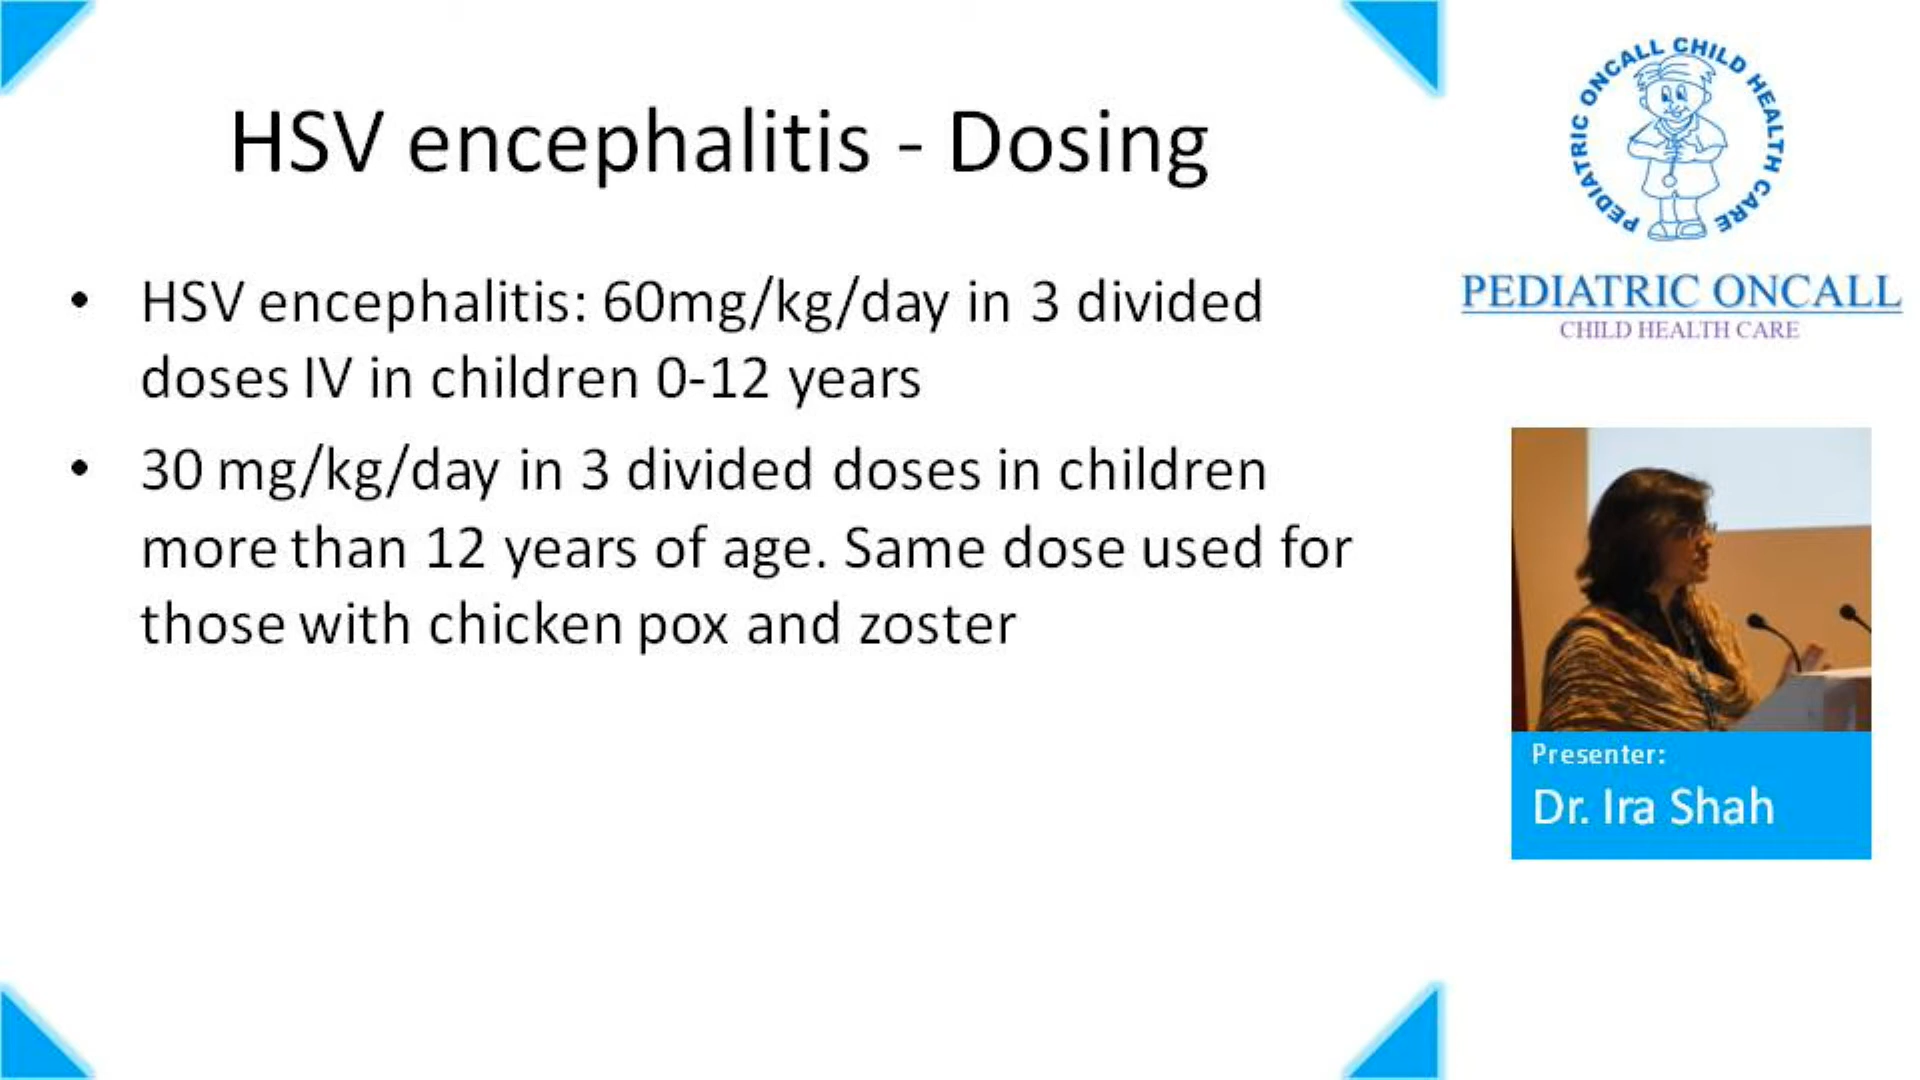 HSV encephalitis - Dosing
• HSV encephalitis: 60mg/kg/day in 3 divided
doses IV in children 0-12 years
• 30 mg/kg/day in 3 divided doses in children
more than 12 years of age. Same dose used for
those with chicken pox and zoster
PEDIATRIC ONCALL CHILD HEALTH CARE
PEDIATRIC ONCALL
CHILD HEALTH CARE
Presenter:
Dr. Ira Shah